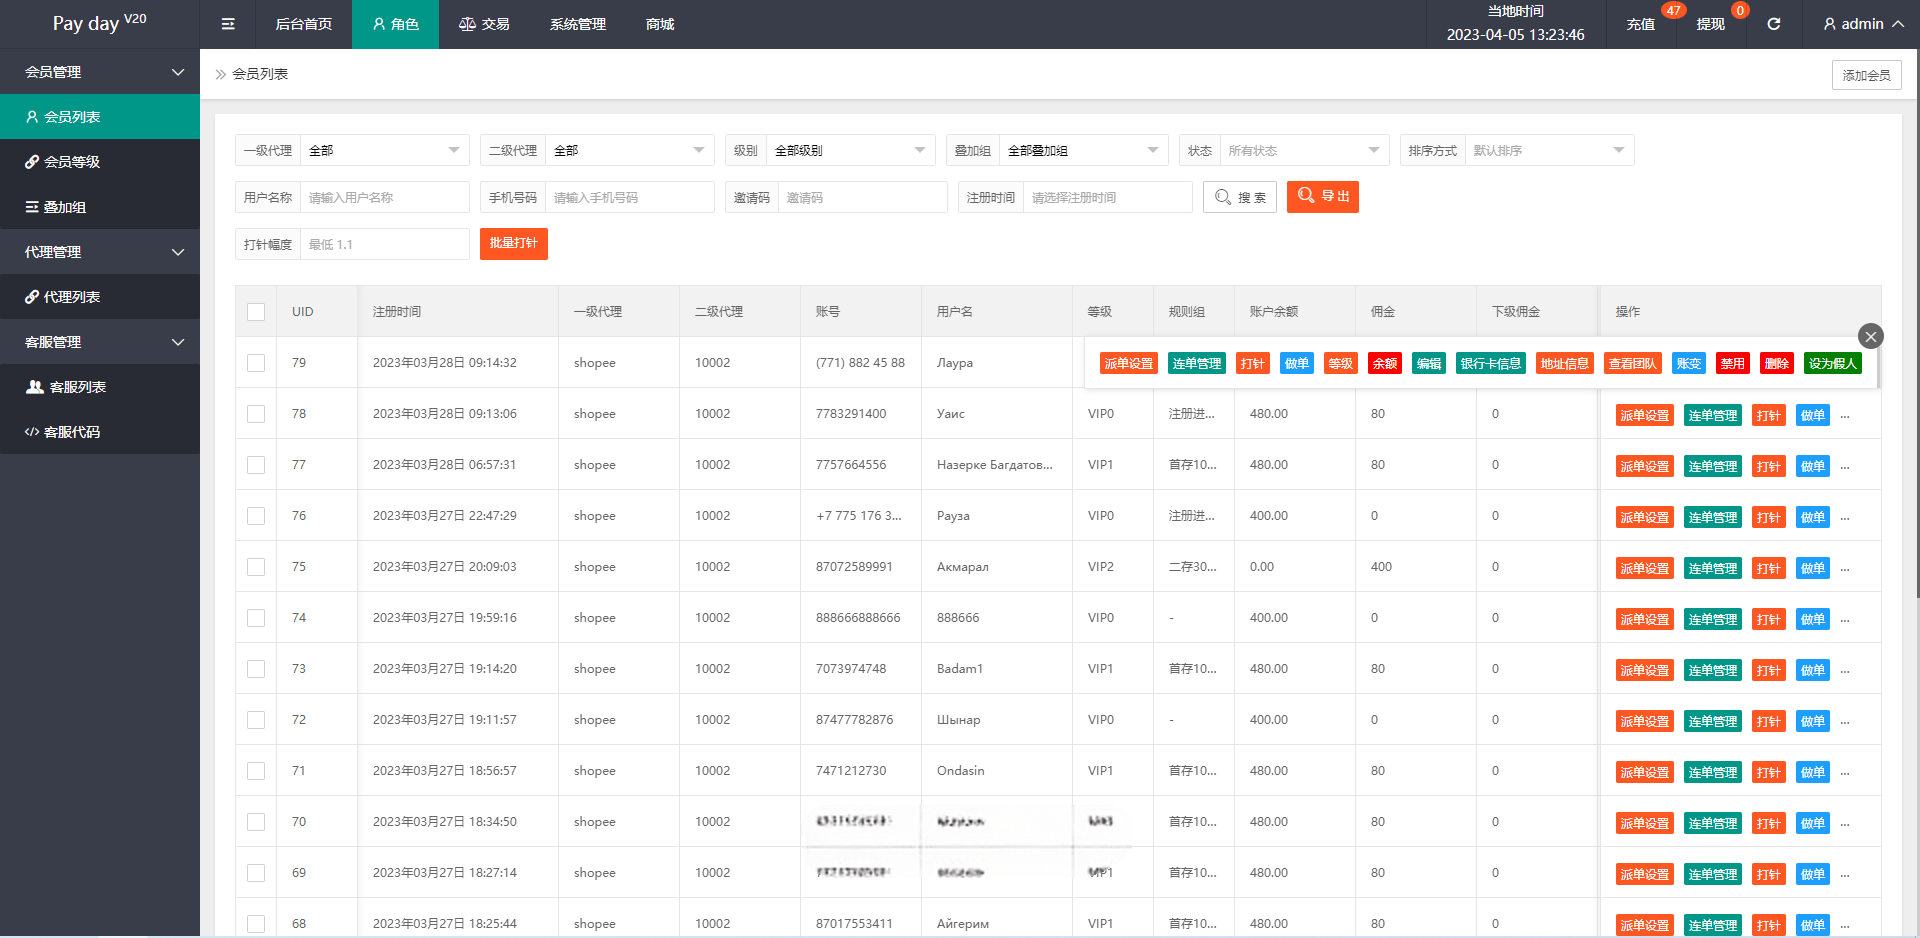 Pay day V20
后台首页 角色 交易 系统管理 商城
当地时间
2023-04-05 13:23:46
充值 47 提现 0 admin
会员管理
会员列表
会员等级
叠加组
代理管理
代理列表
客服管理
客服列表
</> 客服代码
会员列表 添加会员
一级代理 全部 二级代理 全部 级别 全部级别 叠加组 全部叠加组 状态 所有状态 排序方式 默认排序
用户名称 请输入用户名称 手机号码 请输入手机号码 邀请码 邀请码 注册时间 请选择注册时间 搜 索 导 出
打针幅度 最低 1.1 批量打针
UID 注册时间 一级代理 二级代理 账号 用户名 等级 规则组 账户余额 佣金 下级佣金 操作
79 2023年03月28日 09:14:32 shopee 10002 (771) 882 45 88 Лаура 派单设置 连单管理 打针 做单 等级 余额 编辑 银行卡信息 地址信息 查看团队 账变 禁用 删除 设为假人
78 2023年03月28日 09:13:06 shopee 10002 7783291400 Уаис VIP0 注册进... 480.00 80 0 派单设置 连单管理 打针 做单 ...
77 2023年03月28日 06:57:31 shopee 10002 7757664556 Назерке Багдатов... VIP1 首存10... 480.00 80 0 派单设置 连单管理 打针 做单 ...
76 2023年03月27日 22:47:29 shopee 10002 +7 775 176 3... Рауза VIP0 注册进... 400.00 0 0 派单设置 连单管理 打针 做单 ...
75 2023年03月27日 20:09:03 shopee 10002 87072589991 Акмарал VIP2 二存30... 0.00 400 0 派单设置 连单管理 打针 做单 ...
74 2023年03月27日 19:59:16 shopee 10002 888666888666 888666 VIP0 - 400.00 0 0 派单设置 连单管理 打针 做单 ...
73 2023年03月27日 19:14:20 shopee 10002 7073974748 Badam1 VIP1 首存10... 480.00 80 0 派单设置 连单管理 打针 做单 ...
72 2023年03月27日 19:11:57 shopee 10002 87477782876 Шынар VIP0 - 400.00 0 0 派单设置 连单管理 打针 做单 ...
71 2023年03月27日 18:56:57 shopee 10002 7471212730 Ondasin VIP1 首存10... 480.00 80 0 派单设置 连单管理 打针 做单 ...
70 2023年03月27日 18:34:50 shopee 10002 首存10... 480.00 80 0 派单设置 连单管理 打针 做单 ...
69 2023年03月27日 18:27:14 shopee 10002 首存10... 480.00 80 0 派单设置 连单管理 打针 做单 ...
68 2023年03月27日 18:25:44 shopee 10002 87017553411 Айгерим VIP1 首存10... 480.00 80 0 派单设置 连单管理 打针 做单 ...